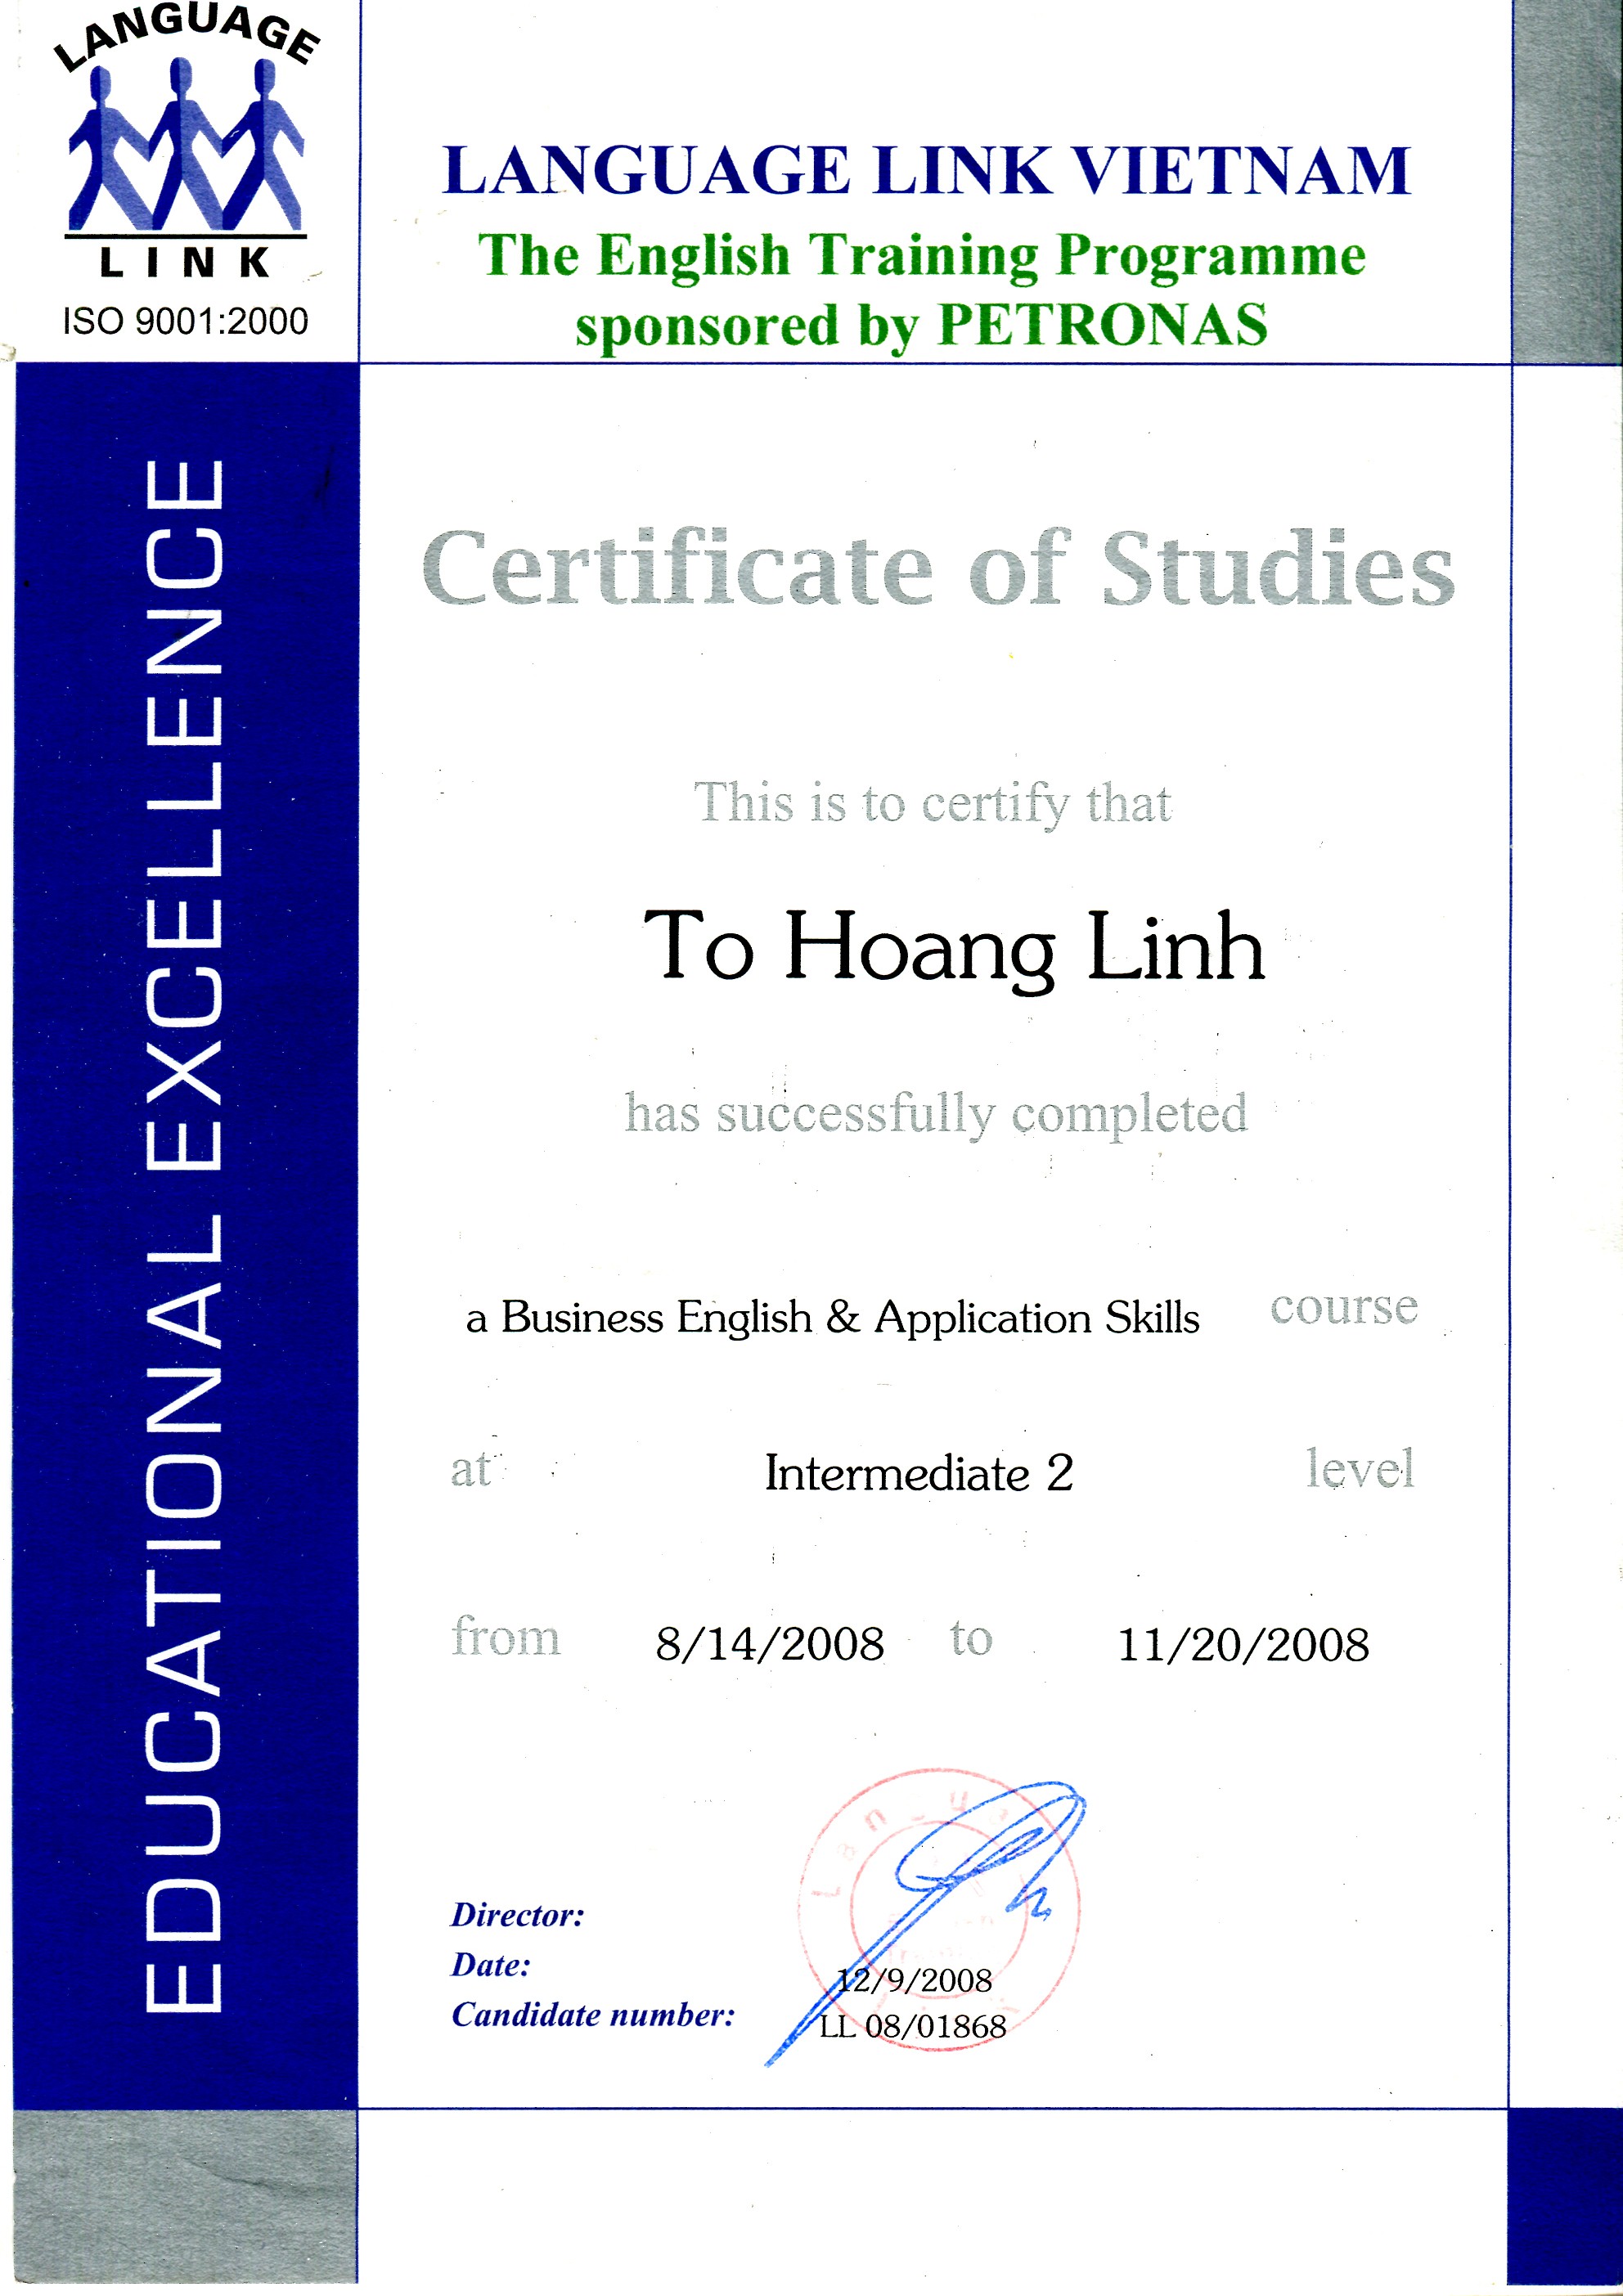 LANGUAGE
LINK
ISO 9001:2000
LANGUAGE LINK VIETNAM
The English Training Programme
sponsored by PETRONAS
EDUCATIONAL EXCELLENCE
Certificate of Studies
This is to certify that
To Hoang Linh
has successfully completed
a Business English & Application Skills course
at Intermediate 2 level
from 8/14/2008 to 11/20/2008
Director:
Date: 12/9/2008
Candidate number: LL 08/01868